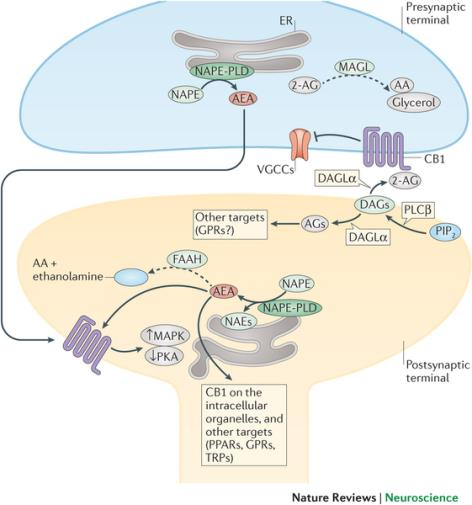 Presynaptic
terminal
ER
NAPE-PLD
NAPE
AEA
2-AG
MAGL
AA
Glycerol
VGCCs
CB1
DAGLα
2-AG
DAGs
PLCβ
PIP2
Other targets
(GPRs?)
AGs
DAGLα
AA +
ethanolamine
FAAH
AEA
NAPE
NAPE-PLD
NAEs
↑MAPK
↓PKA
Postsynaptic
terminal
CB1 on the
intracellular
organelles, and
other targets
(PPARs, GPRs,
TRPs)
Nature Reviews | Neuroscience